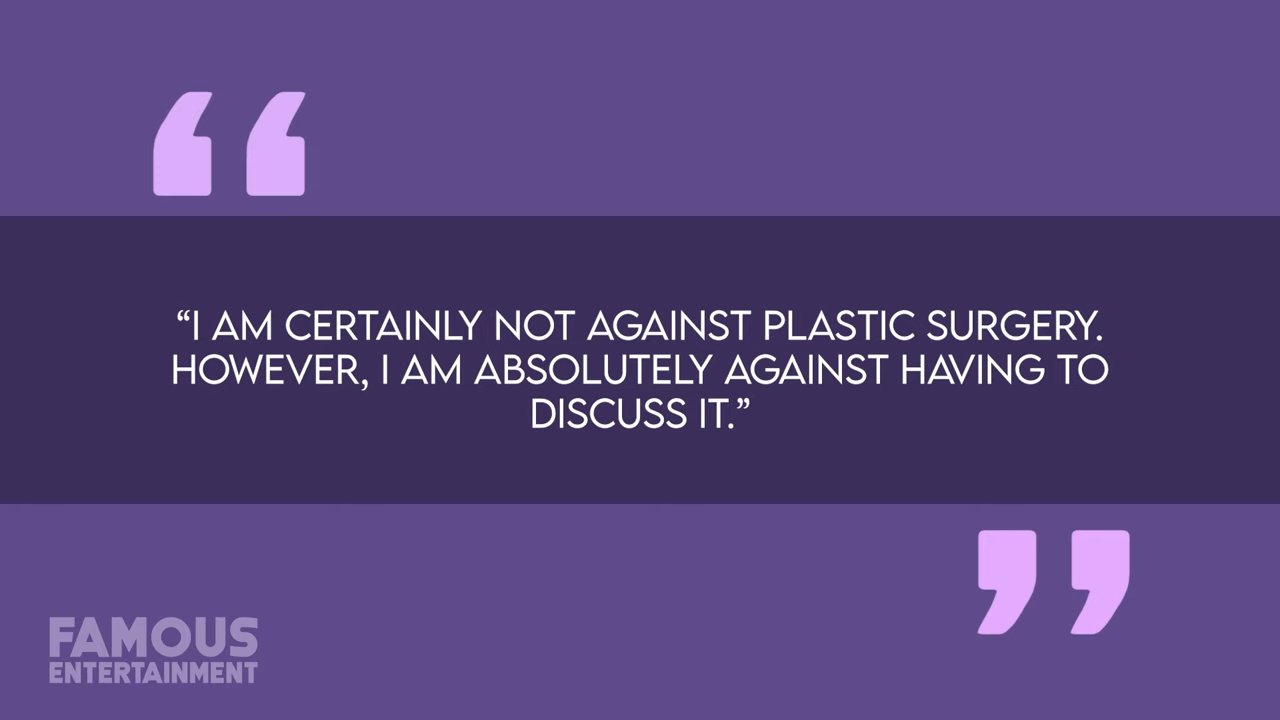 “I AM CERTAINLY NOT AGAINST PLASTIC SURGERY.
HOWEVER, I AM ABSOLUTELY AGAINST HAVING TO
DISCUSS IT.”
FAMOUS
ENTERTAINMENT